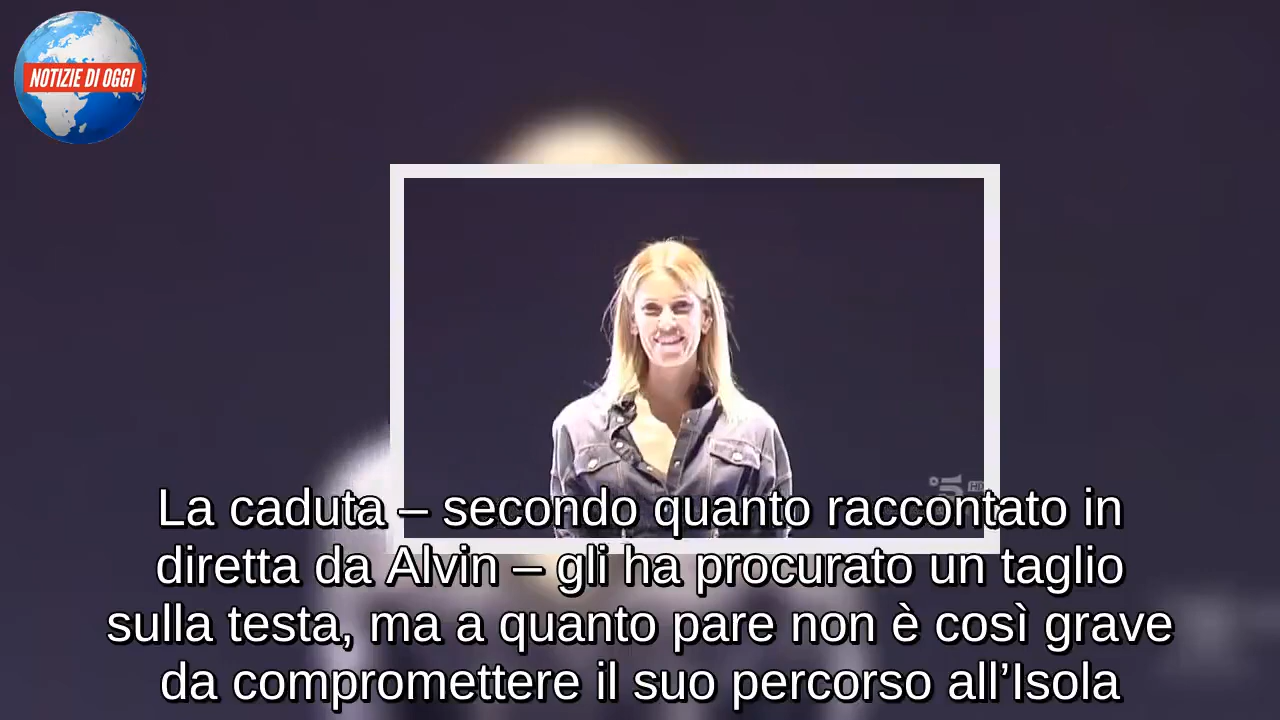 NOTIZIE DI OGGI
HD
La caduta – secondo quanto raccontato in
diretta da Alvin – gli ha procurato un taglio
sulla testa, ma a quanto pare non è così grave
da compromettere il suo percorso all’Isola